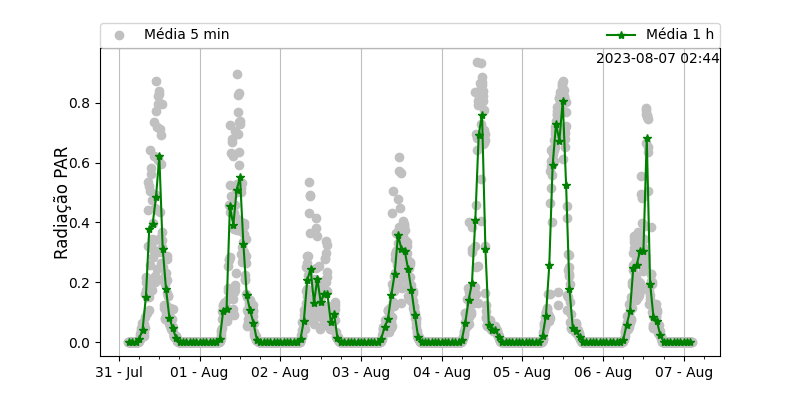 Média 5 min
Média 1 h
2023-08-07 02:44
Radiação PAR
0.8
0.6
0.4
0.2
0.0
31 - Jul
01 - Aug
02 - Aug
03 - Aug
04 - Aug
05 - Aug
06 - Aug
07 - Aug